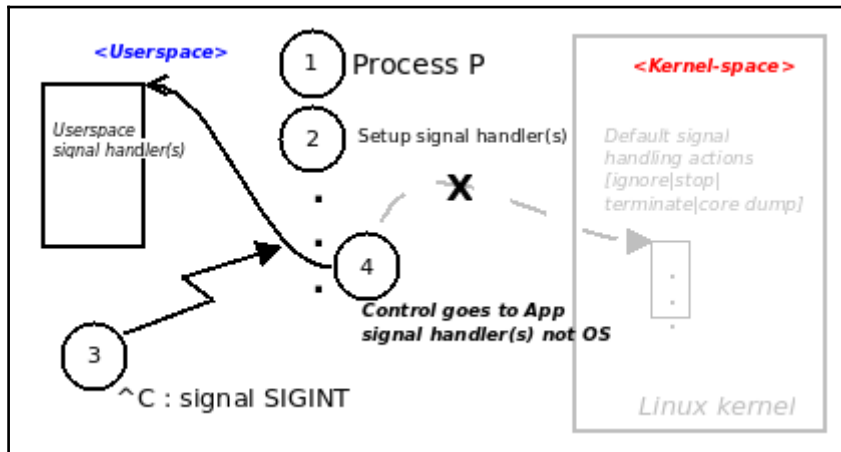 <Userspace>
1
Process P
<Kernel-space>
Userspace
signal handler(s)
2
Setup signal handler(s)
Default signal
handling actions
[ignore|stop|
terminate|core dump]
X
4
Control goes to App
signal handler(s) not OS
3
^C : signal SIGINT
Linux kernel